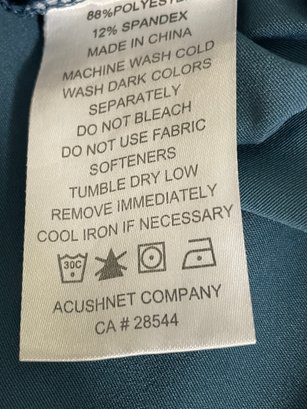 88% POLYESTER
12% SPANDEX
MADE IN CHINA
MACHINE WASH COLD
WASH DARK COLORS
SEPARATELY
DO NOT BLEACH
DO NOT USE FABRIC
SOFTENERS
TUMBLE DRY LOW
REMOVE IMMEDIATELY
COOL IRON IF NECESSARY
30C
ACUSHNET COMPANY
CA # 28544